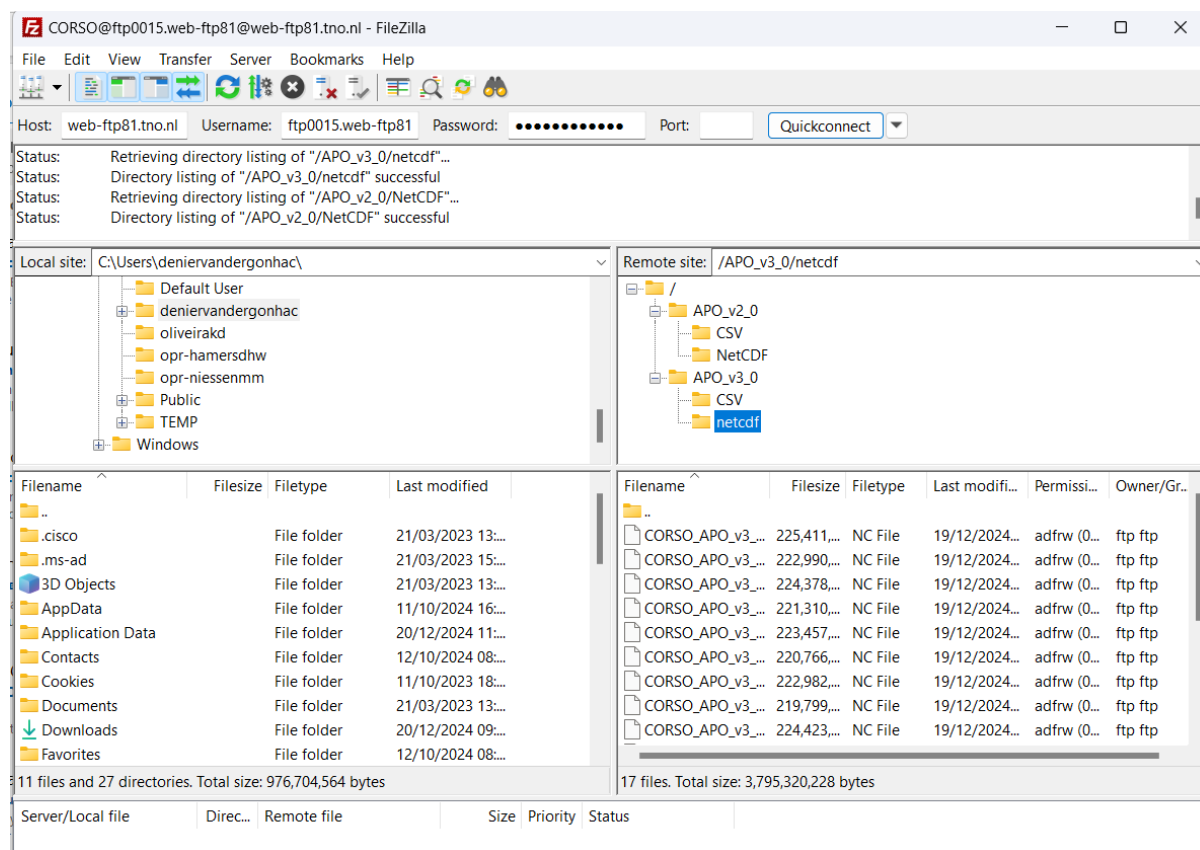 CORSO@ftp0015.web-ftp81@web-ftp81.tno.nl - FileZilla
File Edit View Transfer Server Bookmarks Help
Host: web-ftp81.tno.nl Username: ftp0015.web-ftp81 Password: ●●●●●●●●●●●● Port: Quickconnect
Status: Retrieving directory listing of "/APO_v3_0/netcdf"...
Status: Directory listing of "/APO_v3_0/netcdf" successful
Status: Retrieving directory listing of "/APO_v2_0/NetCDF"...
Status: Directory listing of "/APO_v2_0/NetCDF" successful
Local site: C:\Users\deniervandergonhac\
Default User
deniervandergonhac
oliveirakd
opr-hamersdhw
opr-niessenmm
Public
TEMP
Windows
Remote site: /APO_v3_0/netcdf
/
APO_v2_0
CSV
NetCDF
APO_v3_0
CSV
netcdf
Filename Filesize Filetype Last modified
..
.cisco File folder 21/03/2023 13:...
.ms-ad File folder 21/03/2023 15:...
3D Objects File folder 21/03/2023 13:...
AppData File folder 11/10/2024 16:...
Application Data File folder 20/12/2024 11:...
Contacts File folder 12/10/2024 08:...
Cookies File folder 11/10/2023 18:...
Documents File folder 21/03/2023 13:...
Downloads File folder 20/12/2024 09:...
Favorites File folder 12/10/2024 08:...
11 files and 27 directories. Total size: 976,704,564 bytes
Filename Filesize Filetype Last modifi... Permissi... Owner/Gr...
..
CORSO_APO_v3_... 225,411,... NC File 19/12/2024... adfrw (0... ftp ftp
CORSO_APO_v3_... 222,990,... NC File 19/12/2024... adfrw (0... ftp ftp
CORSO_APO_v3_... 224,378,... NC File 19/12/2024... adfrw (0... ftp ftp
CORSO_APO_v3_... 221,310,... NC File 19/12/2024... adfrw (0... ftp ftp
CORSO_APO_v3_... 223,457,... NC File 19/12/2024... adfrw (0... ftp ftp
CORSO_APO_v3_... 220,766,... NC File 19/12/2024... adfrw (0... ftp ftp
CORSO_APO_v3_... 222,982,... NC File 19/12/2024... adfrw (0... ftp ftp
CORSO_APO_v3_... 219,799,... NC File 19/12/2024... adfrw (0... ftp ftp
CORSO_APO_v3_... 224,423,... NC File 19/12/2024... adfrw (0... ftp ftp
17 files. Total size: 3,795,320,228 bytes
Server/Local file Direc... Remote file Size Priority Status